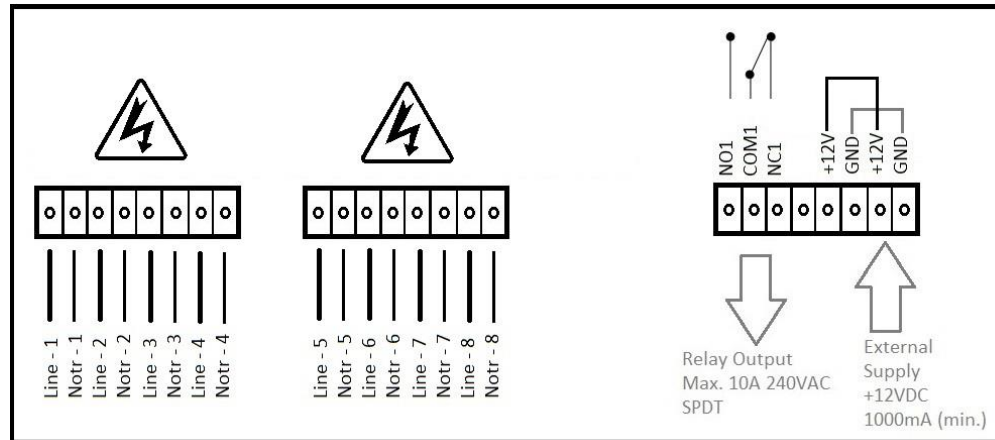 Line - 1
Notr - 1
Line - 2
Notr - 2
Line - 3
Notr - 3
Line - 4
Notr - 4
Line - 5
Notr - 5
Line - 6
Notr - 6
Line - 7
Notr - 7
Line - 8
Notr - 8
NO1
COM1
NC1
+12V
GND
+12V
GND
Relay Output
Max. 10A 240VAC
SPDT
External
Supply
+12VDC
1000mA (min.)